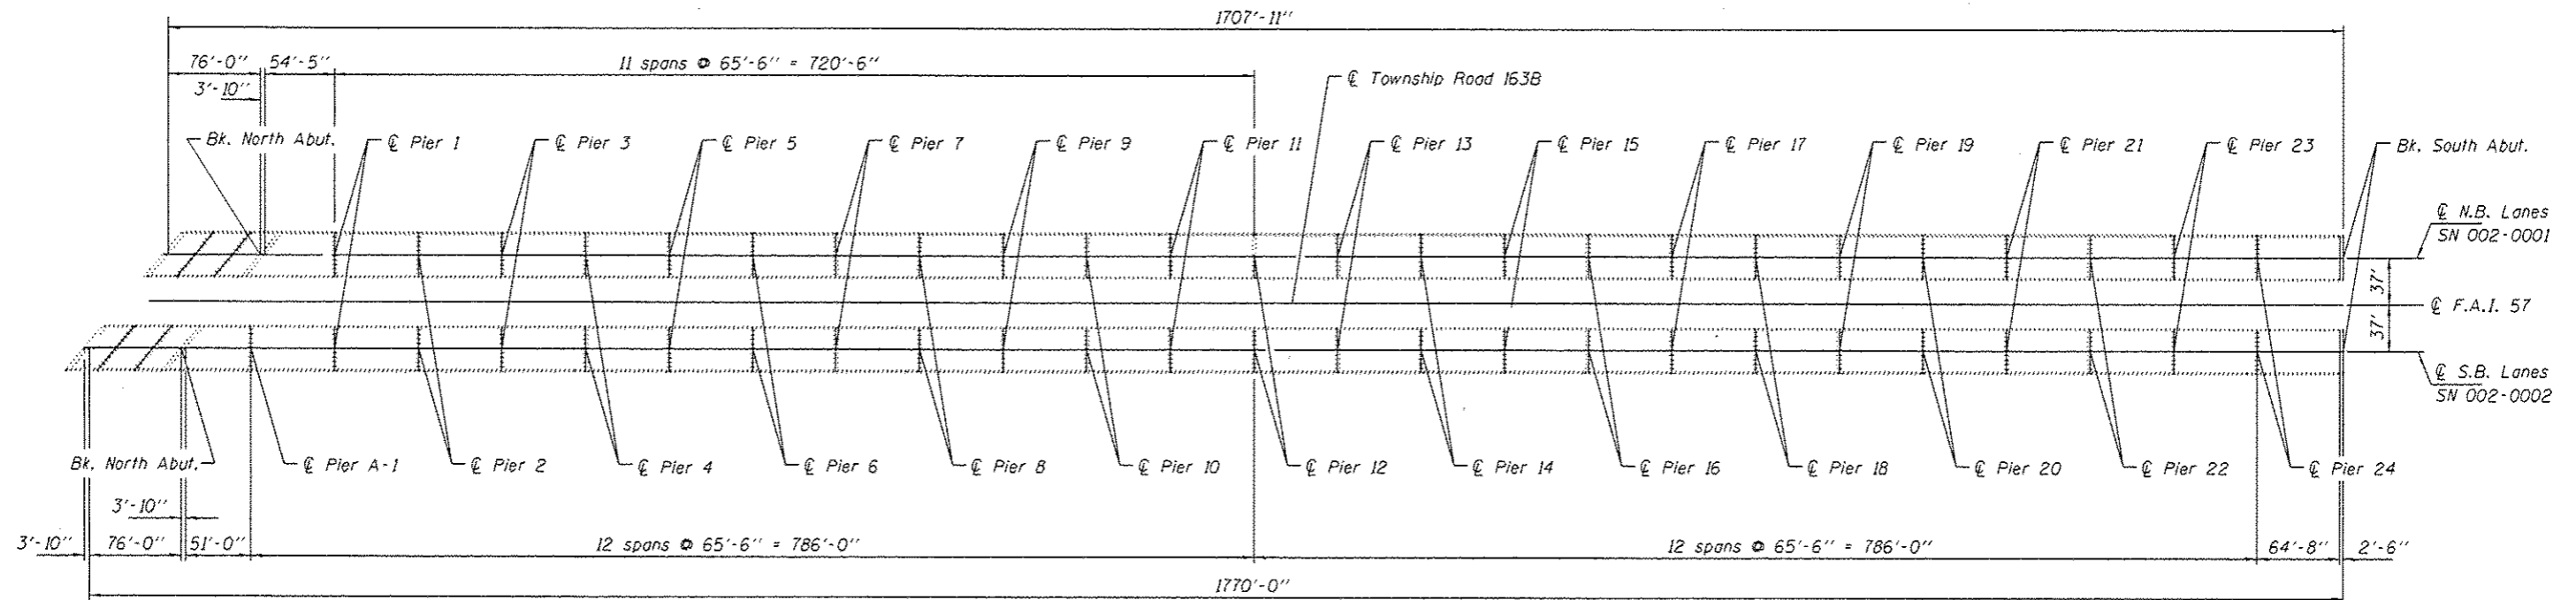 1707'-11"
76'-0" 54'-5" 11 spans @ 65'-6" = 720'-6"
3'-10"
℄ Township Road 163B
Bk. North Abut. ℄ Pier 1 ℄ Pier 3 ℄ Pier 5 ℄ Pier 7 ℄ Pier 9 ℄ Pier 11 ℄ Pier 13 ℄ Pier 15 ℄ Pier 17 ℄ Pier 19 ℄ Pier 21 ℄ Pier 23 Bk. South Abut.
℄ N.B. Lanes
SN 002-0001
37'
℄ F.A.I. 57
37'
℄ S.B. Lanes
SN 002-0002
Bk. North Abut. ℄ Pier A-1 ℄ Pier 2 ℄ Pier 4 ℄ Pier 6 ℄ Pier 8 ℄ Pier 10 ℄ Pier 12 ℄ Pier 14 ℄ Pier 16 ℄ Pier 18 ℄ Pier 20 ℄ Pier 22 ℄ Pier 24
3'-10"
3'-10" 76'-0" 51'-0" 12 spans @ 65'-6" = 786'-0" 12 spans @ 65'-6" = 786'-0" 64'-8" 2'-6"
1770'-0"